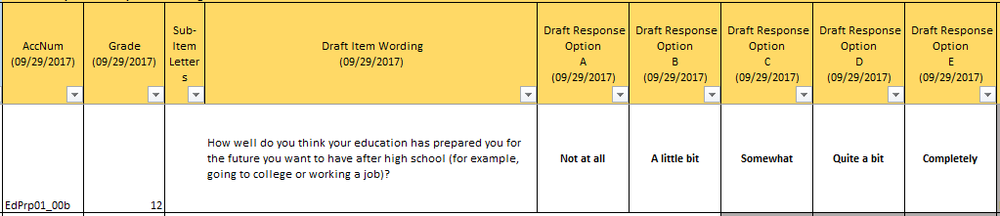 AccNum
(09/29/2017)
Grade
(09/29/2017)
Sub-
Item
Letter
s
Draft Item Wording
(09/29/2017)
Draft Response
Option
A
(09/29/2017)
Draft Response
Option
B
(09/29/2017)
Draft Response
Option
C
(09/29/2017)
Draft Response
Option
D
(09/29/2017)
Draft Response
Option
E
(09/29/2017)
EdPrp01_00b
12
How well do you think your education has prepared you for
the future you want to have after high school (for example,
going to college or working a job)?
Not at all
A little bit
Somewhat
Quite a bit
Completely